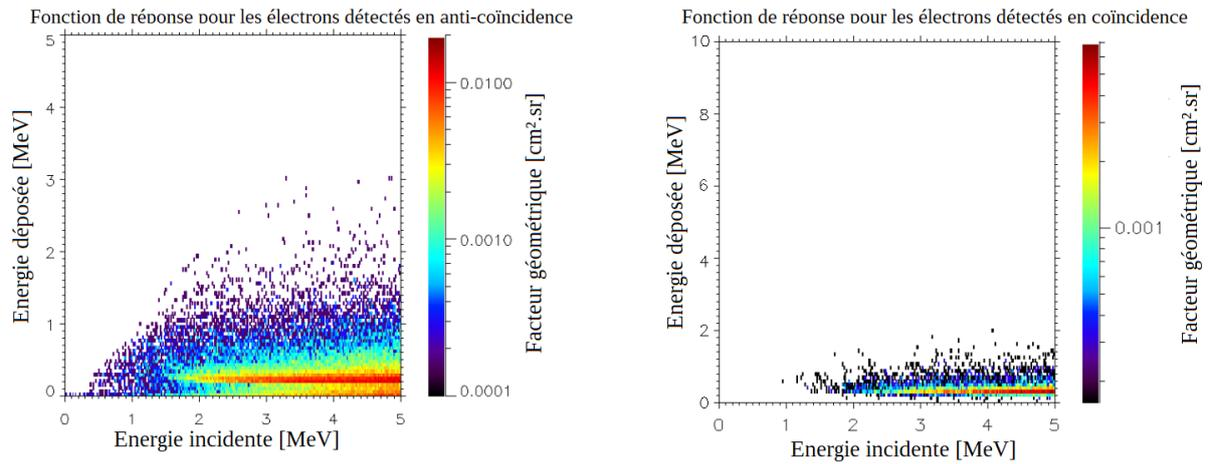 Fonction de réponse pour les électrons détectés en anti-coïncidence
5
4
3
2
1
0
0 1 2 3 4 5
Energie déposée [MeV]
Energie incidente [MeV]
0.0100
0.0010
0.0001
Facteur géométrique [cm².sr]
Fonction de réponse pour les électrons détectés en coïncidence
10
8
6
4
2
0
0 1 2 3 4 5
Energie déposée [MeV]
Energie incidente [MeV]
0.001
Facteur géométrique [cm².sr]